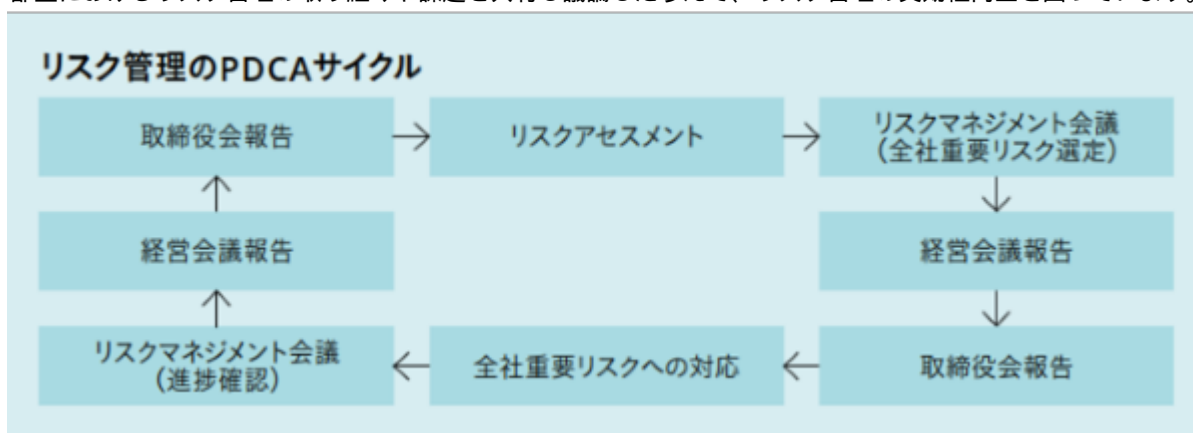 リスク管理のPDCAサイクル
取締役会報告
リスクアセスメント
リスクマネジメント会議
(全社重要リスク選定)
経営会議報告
経営会議報告
リスクマネジメント会議
(進捗確認)
全社重要リスクへの対応
取締役会報告